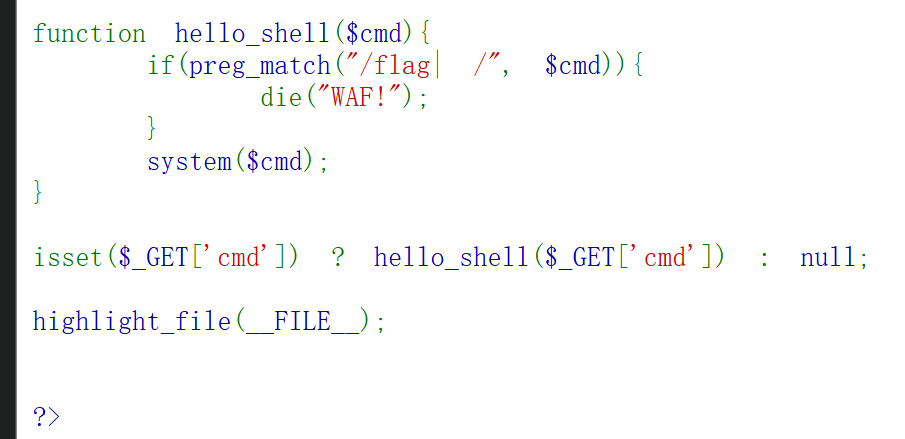 function hello_shell($cmd){
if(preg_match("/flag| /", $cmd)){
die("WAF!");
}
system($cmd);
}
isset($_GET['cmd']) ? hello_shell($_GET['cmd']) : null;
highlight_file(__FILE__);
?>